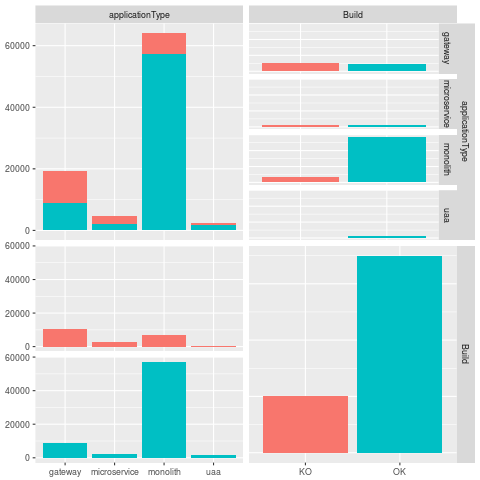 applicationType Build
60000
40000
20000
0
gateway
microservice
monolith
uaa
applicationType
60000
40000
20000
0
60000
40000
20000
0
Build
gateway microservice monolith uaa KO OK